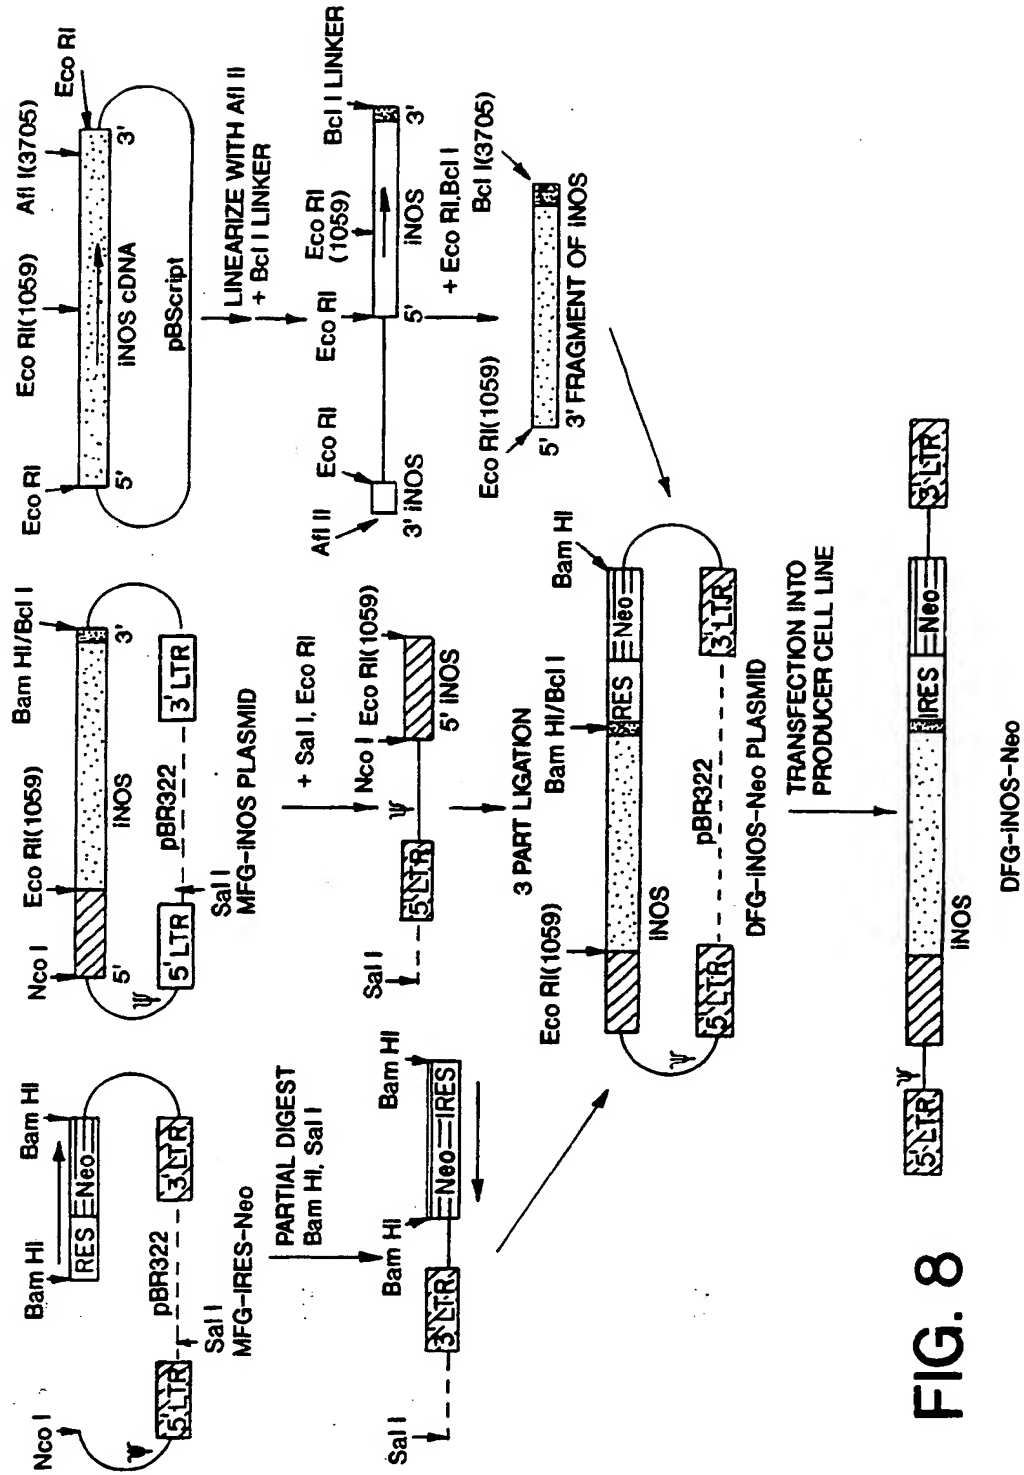 Nco I
Bam HI
Bam HI
RES
Neo
ψ
5' LTR
pBR322
3' LTR
Sal I
MFG-IRES-Neo
PARTIAL DIGEST
Bam HI, Sal I
Sal I
3' LTR
Bam HI
Neo
IRES
Bam HI
Nco I
Eco RI(1059)
Bam HI/Bcl I
5'
iNOS
3'
ψ
5' LTR
pBR322
3' LTR
Sal I
MFG-iNOS PLASMID
+ Sal I, Eco RI
Sal I
5' LTR
ψ
Nco I
Eco RI(1059)
5' iNOS
3 PART LIGATION
Eco RI
Eco RI(1059)
Afl I(3705)
Eco RI
5'
iNOS cDNA
3'
pBScript
LINEARIZE WITH Afl II
+ Bcl I LINKER
Afl II
Eco RI
Eco RI
Eco RI
(1059)
Bcl I LINKER
3' iNOS
5'
iNOS
3'
+ Eco RI,Bcl I
Eco RI(1059)
Bcl I(3705)
5'
3' FRAGMENT OF iNOS
Eco RI(1059)
Bam HI/Bcl I
Bam HI
iNOS
RES
Neo
ψ
5' LTR
pBR322
3' LTR
DFG-iNOS-Neo PLASMID
TRANSFECTION INTO
PRODUCER CELL LINE
5' LTR
ψ
iNOS
IRES
Neo
3' LTR
DFG-iNOS-Neo
FIG. 8